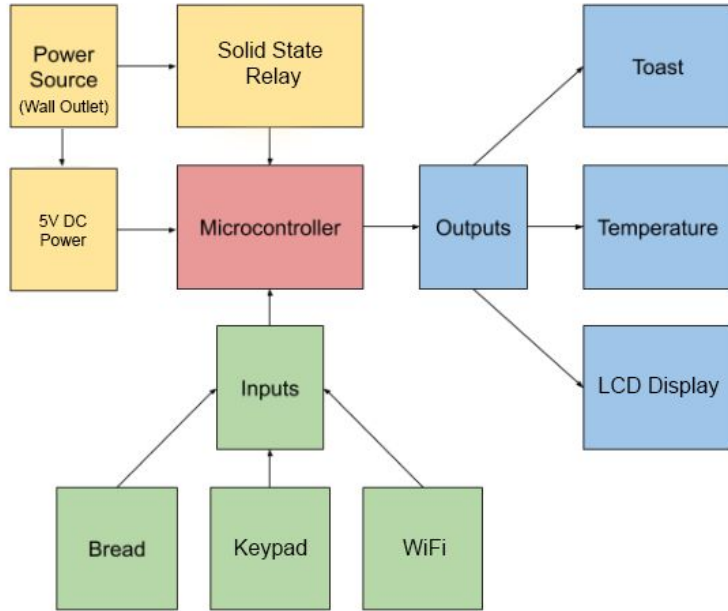 Power
Source
(Wall Outlet)
Solid State
Relay
Toast
5V DC
Power
Microcontroller
Outputs
Temperature
Inputs
LCD Display
Bread
Keypad
WiFi